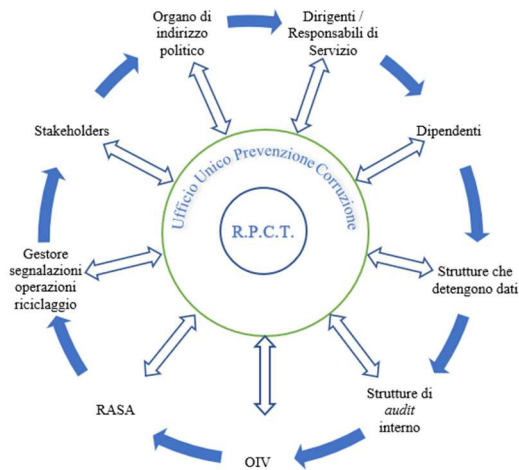 Organo di
indirizzo
politico
Dirigenti /
Responsabili di
Servizio
Dipendenti
Strutture che
detengono dati
Strutture di
audit
interno
OIV
RASA
Gestore
segnalazioni
operazioni
riciclaggio
Stakeholders
Ufficio Unico Prevenzione Corruzione
R.P.C.T.